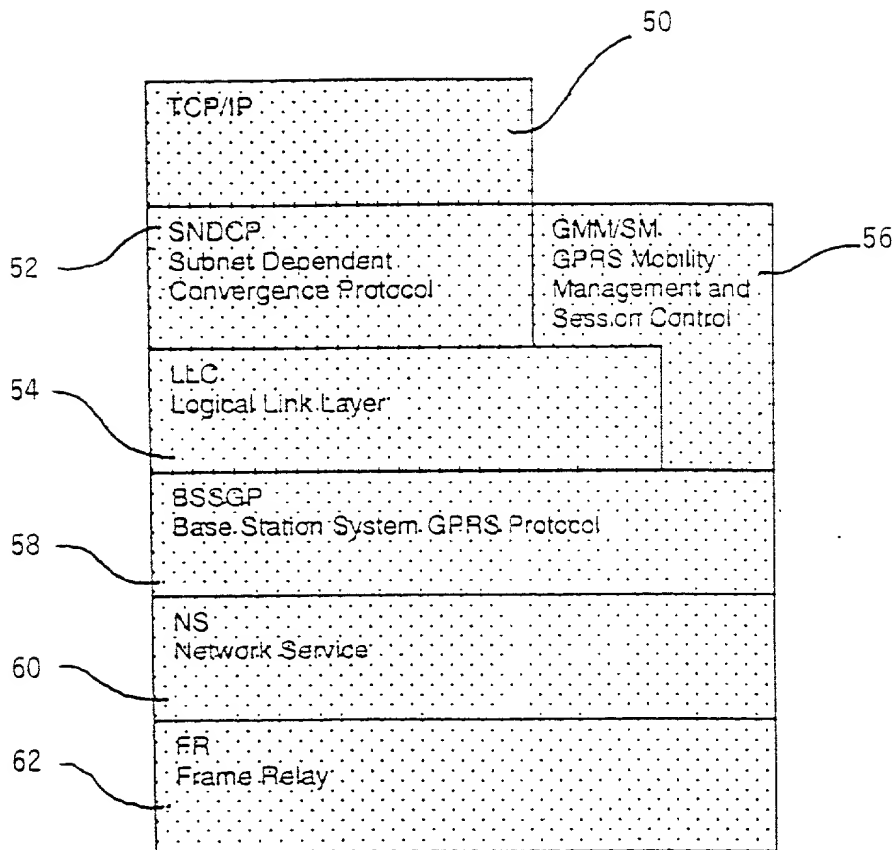 50
TCP/IP
52
SNDCP
Subnet Dependent
Convergence Protocol
GMM/SM
GPRS Mobility
Management and
Session Control
56
54
LLC
Logical Link Layer
58
BSSGP
Base Station System GPRS Protocol
60
NS
Network Service
62
FR
Frame Relay